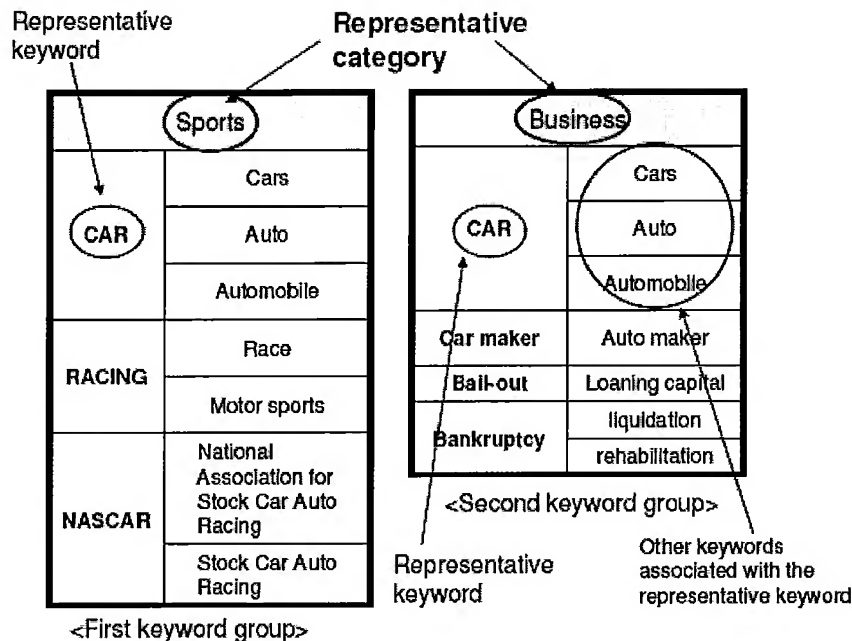 Representative
keyword
Representative
category
Sports
CAR
Cars
Auto
Automobile
RACING
Race
Motor sports
NASCAR
National
Association for
Stock Car Auto
Racing
Stock Car Auto
Racing
<First keyword group>
Business
CAR
Cars
Auto
Automobile
Car maker
Auto maker
Bail-out
Loaning capital
Bankruptcy
liquidation
rehabilitation
<Second keyword group>
Representative
keyword
Other keywords
associated with the
representative keyword